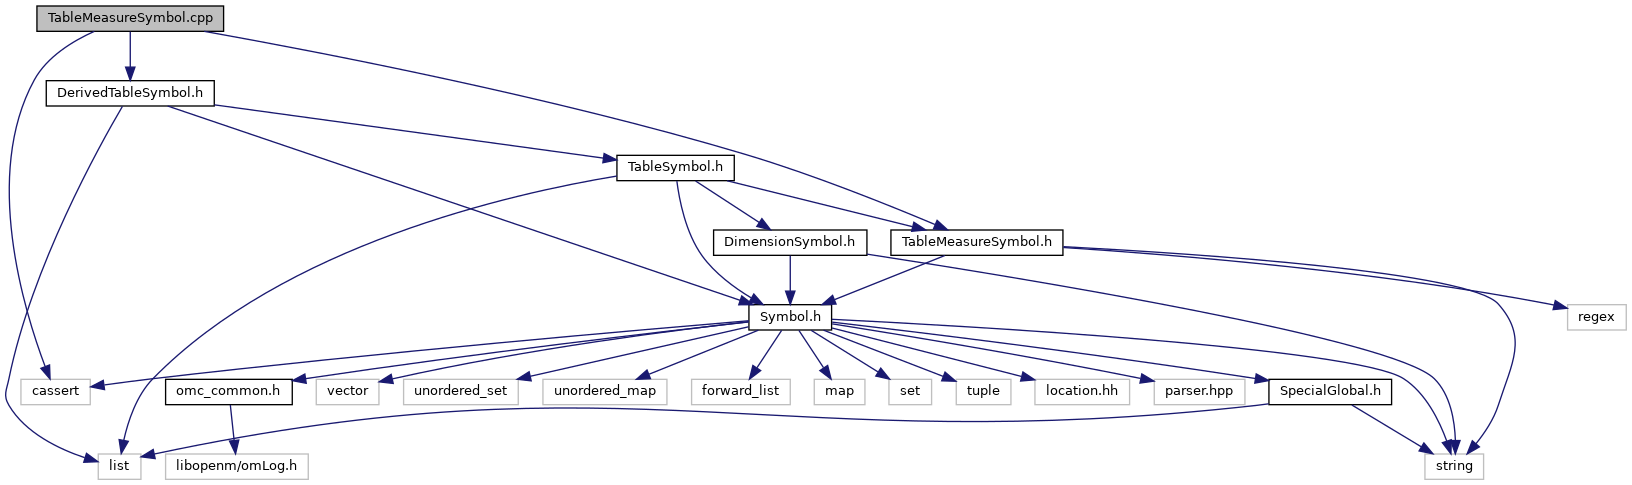 TableMeasureSymbol.cpp
DerivedTableSymbol.h
TableSymbol.h
DimensionSymbol.h
TableMeasureSymbol.h
Symbol.h
regex
cassert
omc_common.h
vector
unordered_set
unordered_map
forward_list
map
set
tuple
location.hh
parser.hpp
SpecialGlobal.h
list
libopenm/omLog.h
string